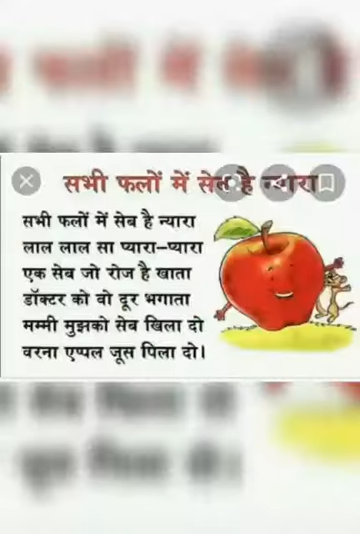 सभी फलों में सेब है न्यारा
सभी फलों में सेब है न्यारा
लाल लाल सा प्यारा–प्यारा
एक सेब जो रोज है खाता
डॉक्टर को वो दूर भगाता
मम्मी मुझको सेब खिला दो
वरना एप्पल जूस पिला दो।